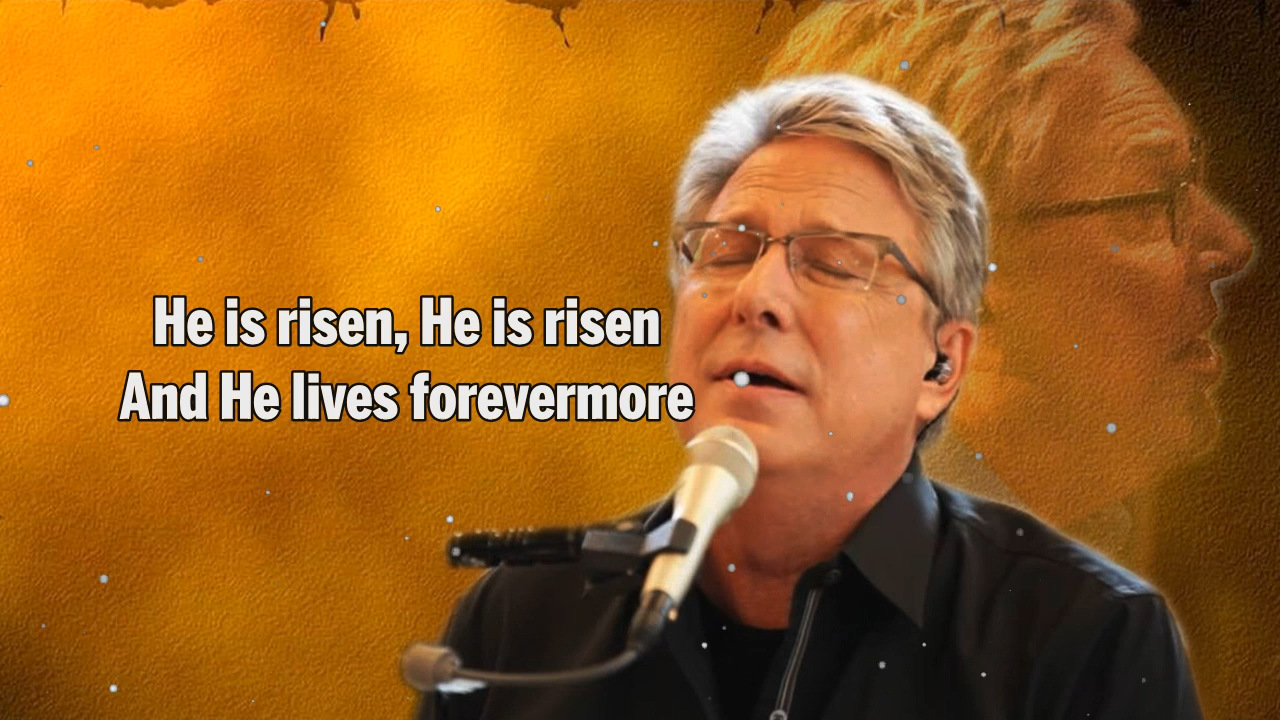 He is risen, He is risen
And He lives forevermore